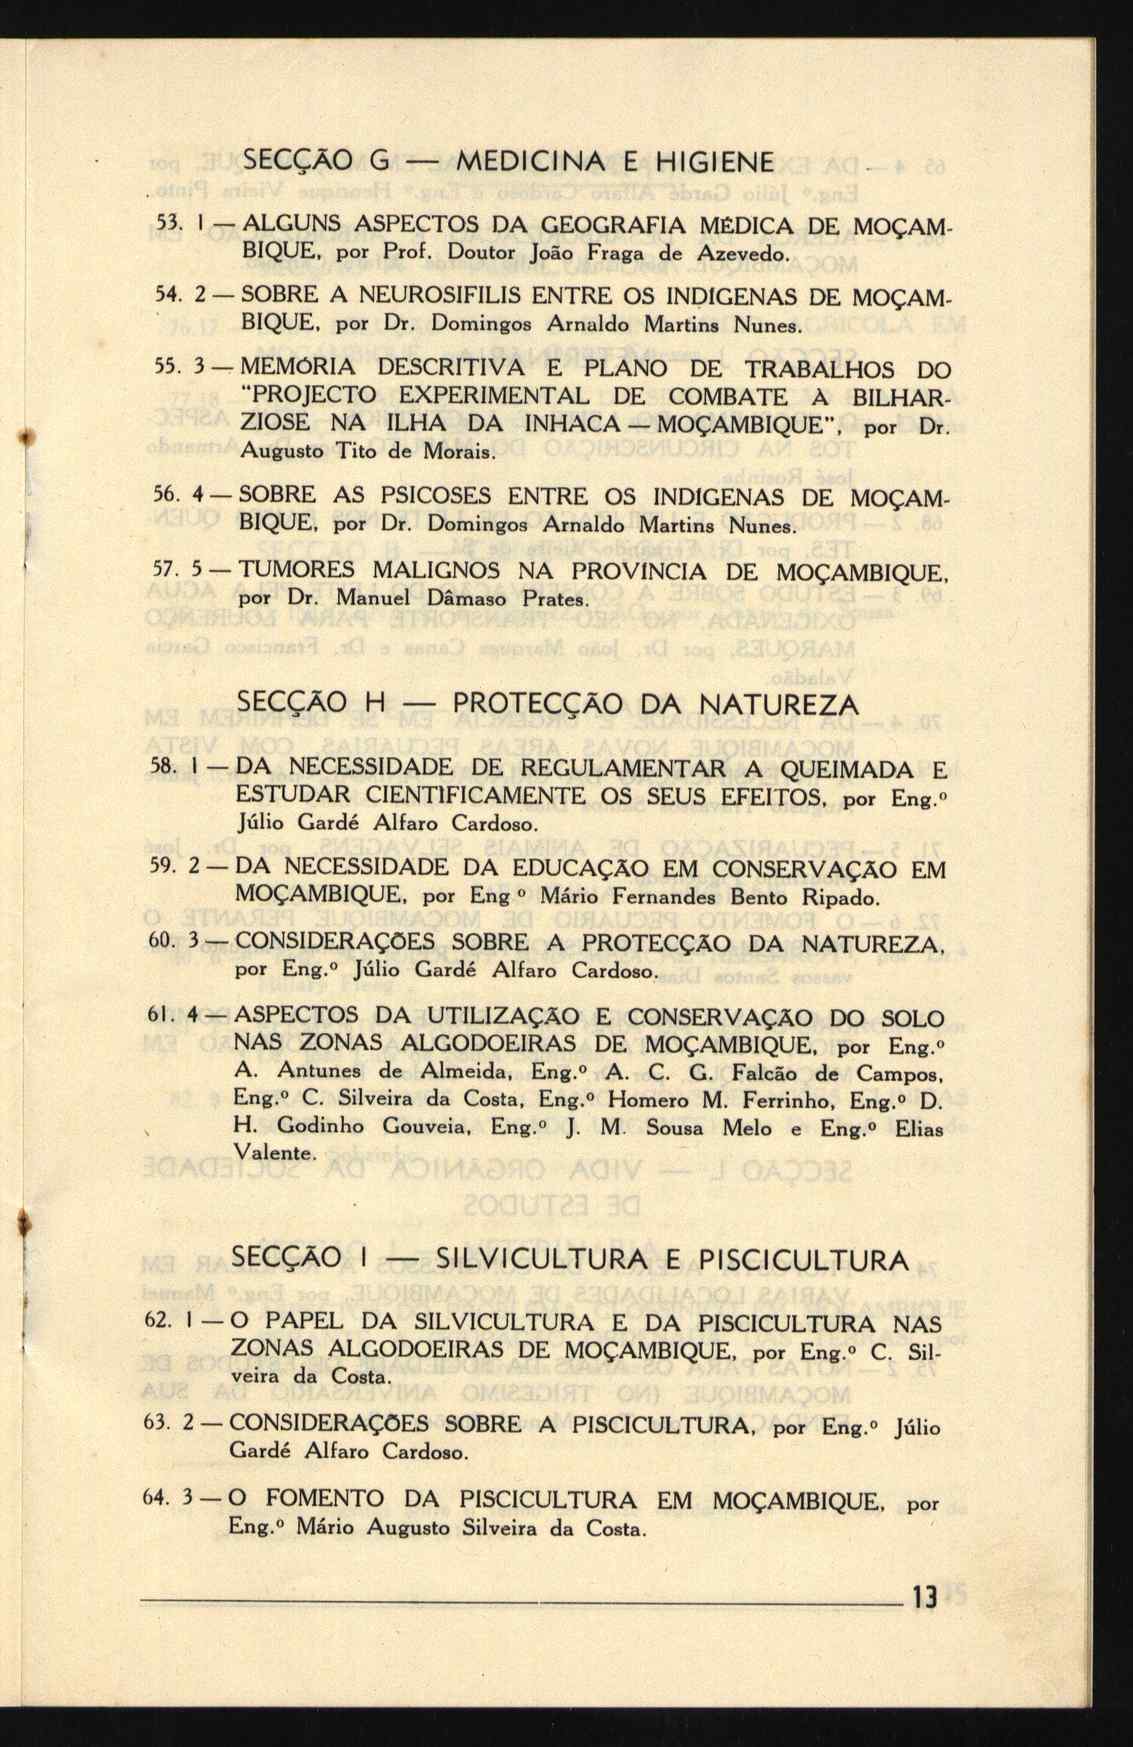 SECÇÃO G — MEDICINA E HIGIENE
53. 1 — ALGUNS ASPECTOS DA GEOGRAFIA MÉDICA DE MOÇAM-
BIQUE, por Prof. Doutor João Fraga de Azevedo.
54. 2 — SOBRE A NEUROSIFILIS ENTRE OS INDÍGENAS DE MOÇAM-
BIQUE, por Dr. Domingos Arnaldo Martins Nunes.
55. 3 — MEMÓRIA DESCRITIVA E PLANO DE TRABALHOS DO
"PROJECTO EXPERIMENTAL DE COMBATE À BILHAR-
ZIOSE NA ILHA DA INHACA — MOÇAMBIQUE", por Dr.
Augusto Tito de Morais.
56. 4 — SOBRE AS PSICOSES ENTRE OS INDÍGENAS DE MOÇAM-
BIQUE, por Dr. Domingos Arnaldo Martins Nunes.
57. 5 — TUMORES MALIGNOS NA PROVÍNCIA DE MOÇAMBIQUE,
por Dr. Manuel Dâmaso Prates.
SECÇÃO H — PROTECÇÃO DA NATUREZA
58. 1 — DA NECESSIDADE DE REGULAMENTAR A QUEIMADA E
ESTUDAR CIENTIFICAMENTE OS SEUS EFEITOS, por Eng.º
Júlio Gardé Alfaro Cardoso.
59. 2 — DA NECESSIDADE DA EDUCAÇÃO EM CONSERVAÇÃO EM
MOÇAMBIQUE, por Eng º Mário Fernandes Bento Ripado.
60. 3 — CONSIDERAÇÕES SOBRE A PROTECÇÃO DA NATUREZA,
por Eng.º Júlio Gardé Alfaro Cardoso.
61. 4 — ASPECTOS DA UTILIZAÇÃO E CONSERVAÇÃO DO SOLO
NAS ZONAS ALGODOEIRAS DE MOÇAMBIQUE, por Eng.º
A. Antunes de Almeida, Eng.º A. C. G. Falcão de Campos,
Eng.º C. Silveira da Costa, Eng.º Homero M. Ferrinho, Eng.º D.
H. Godinho Gouveia, Eng.º J. M. Sousa Melo e Eng.º Elias
Valente.
SECÇÃO I — SILVICULTURA E PISCICULTURA
62. 1 — O PAPEL DA SILVICULTURA E DA PISCICULTURA NAS
ZONAS ALGODOEIRAS DE MOÇAMBIQUE, por Eng.º C. Sil-
veira da Costa.
63. 2 — CONSIDERAÇÕES SOBRE A PISCICULTURA, por Eng.º Júlio
Gardé Alfaro Cardoso.
64. 3 — O FOMENTO DA PISCICULTURA EM MOÇAMBIQUE, por
Eng.º Mário Augusto Silveira da Costa.
13